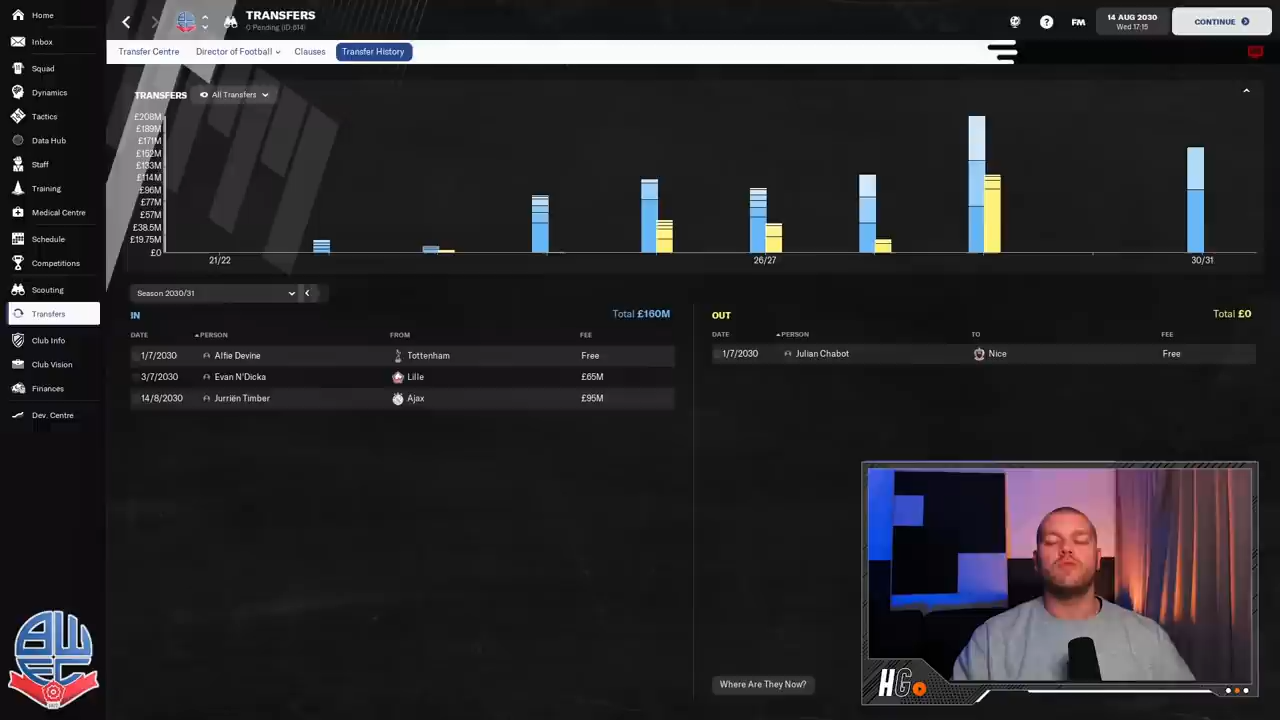 Home
TRANSFERS
0 Pending (ID:614)
FM
14 AUG 2030
Wed 17:15
CONTINUE
Inbox
Transfer Centre
Director of Football
Clauses
Transfer History
Squad
Dynamics
Tactics
Data Hub
Staff
Training
Medical Centre
Schedule
Competitions
Scouting
Transfers
Club Info
Club Vision
Finances
Dev. Centre
TRANSFERS
All Transfers
£208M
£189M
£171M
£152M
£133M
£114M
£96M
£77M
£57M
£38.5M
£19.75M
£0
21/22
26/27
30/31
Season 2030/31
IN
Total £160M
DATE PERSON FROM FEE
1/7/2030 Alfie Devine Tottenham Free
3/7/2030 Evan N'Dicka Lille £65M
14/8/2030 Jurriën Timber Ajax £95M
OUT
Total £0
DATE PERSON TO FEE
1/7/2030 Julian Chabot Nice Free
Where Are They Now?
HG
BWFC